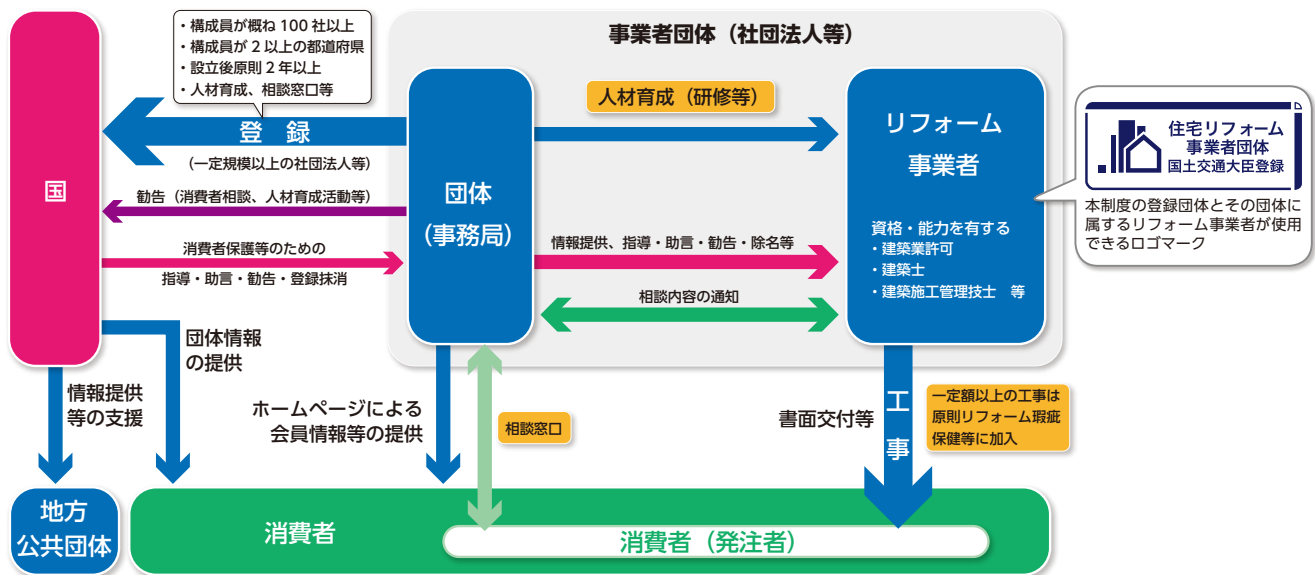 ・構成員が概ね 100 社以上
・構成員が 2 以上の都道府県
・設立後原則 2 年以上
・人材育成、相談窓口等
事業者団体（社団法人等）
登 録
（一定規模以上の社団法人等）
国
勧告（消費者相談、人材育成活動等）
消費者保護等のための
指導・助言・勧告・登録抹消
団体
（事務局）
人材育成（研修等）
情報提供、指導・助言・勧告・除名等
相談内容の通知
リフォーム
事業者
資格・能力を有する
・建築業許可
・建築士
・建築施工管理技士　等
住宅リフォーム
事業者団体
国土交通大臣登録
本制度の登録団体とその団体に
属するリフォーム事業者が使用
できるロゴマーク
団体情報
の提供
情報提供
等の支援
ホームページによる
会員情報等の提供
相談窓口
書面交付等
工事
一定額以上の工事は
原則リフォーム瑕疵
保健等に加入
地方
公共団体
消費者
消費者（発注者）